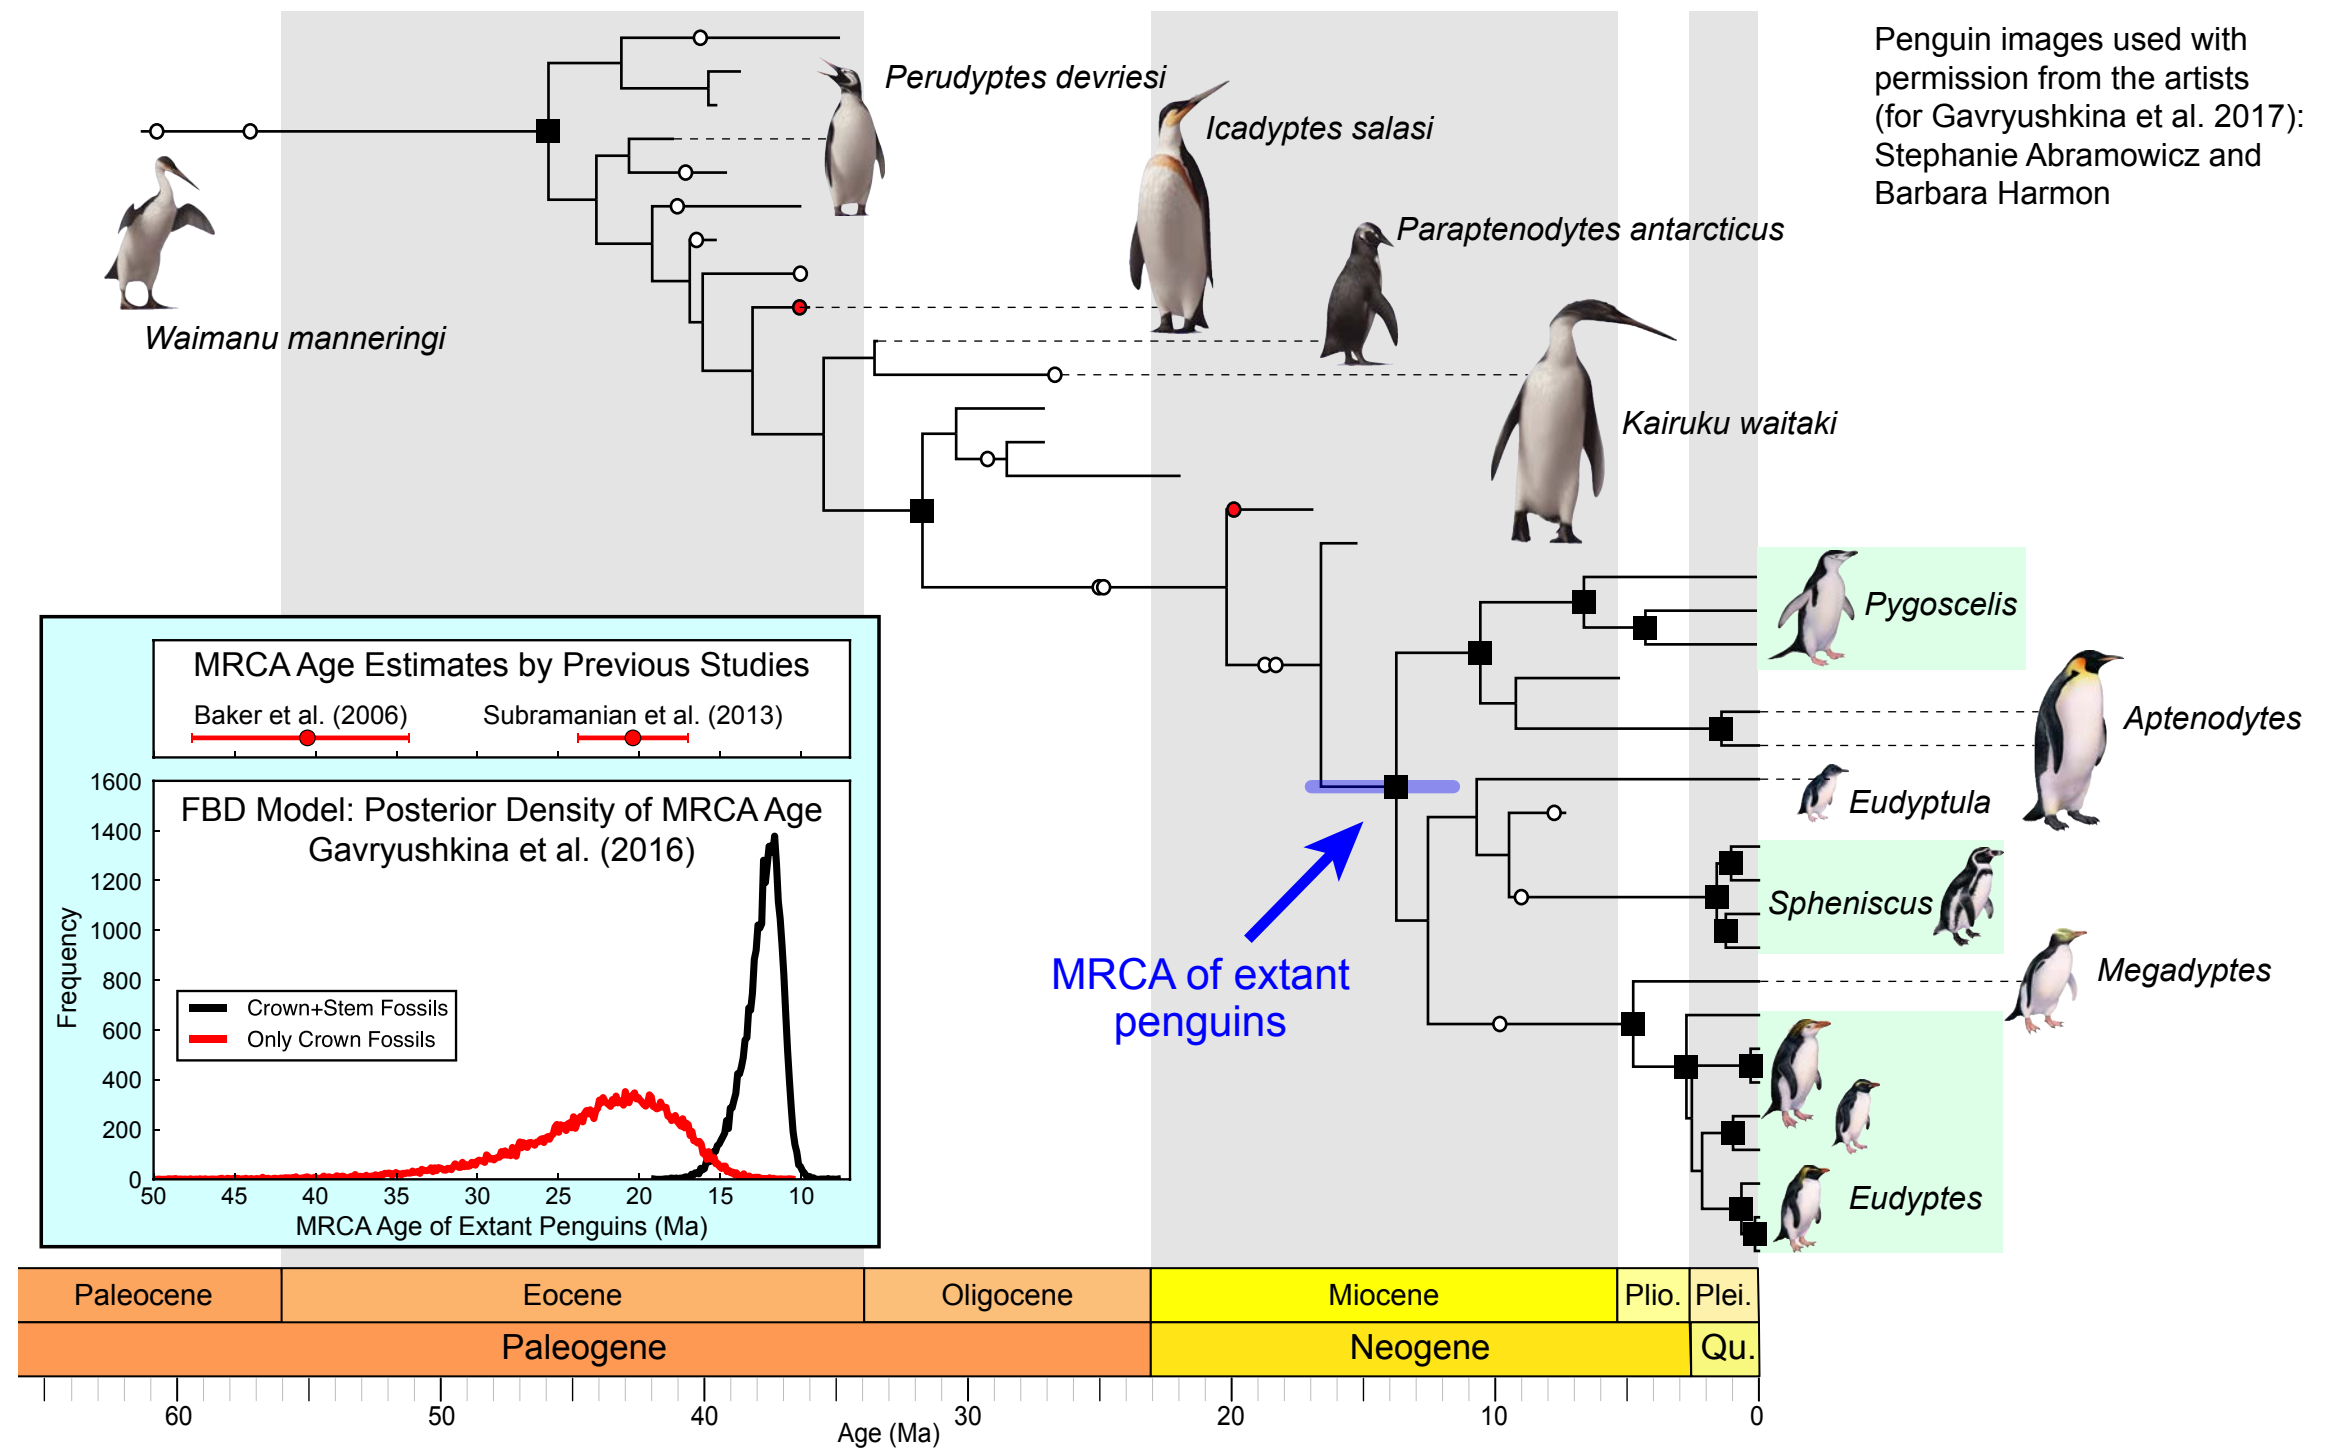 Penguin images used with
permission from the artists
(for Gavryushkina et al. 2017):
Stephanie Abramowicz and
Barbara Harmon
Perudyptes devriesi
Icadyptes salasi
Paraptenodytes antarcticus
Waimanu manneringi
Kairuku waitaki
Pygoscelis
Aptenodytes
Eudyptula
Spheniscus
Megadyptes
Eudyptes
MRCA of extant
penguins
MRCA Age Estimates by Previous Studies
Baker et al. (2006)
Subramanian et al. (2013)
FBD Model: Posterior Density of MRCA Age
Gavryushkina et al. (2016)
Frequency
1600
1400
1200
1000
800
600
400
200
0
Crown+Stem Fossils
Only Crown Fossils
50 45 40 35 30 25 20 15 10
MRCA Age of Extant Penguins (Ma)
Paleocene Eocene Oligocene Miocene Plio. Plei.
Paleogene Neogene Qu.
60 50 40 30 20 10 0
Age (Ma)